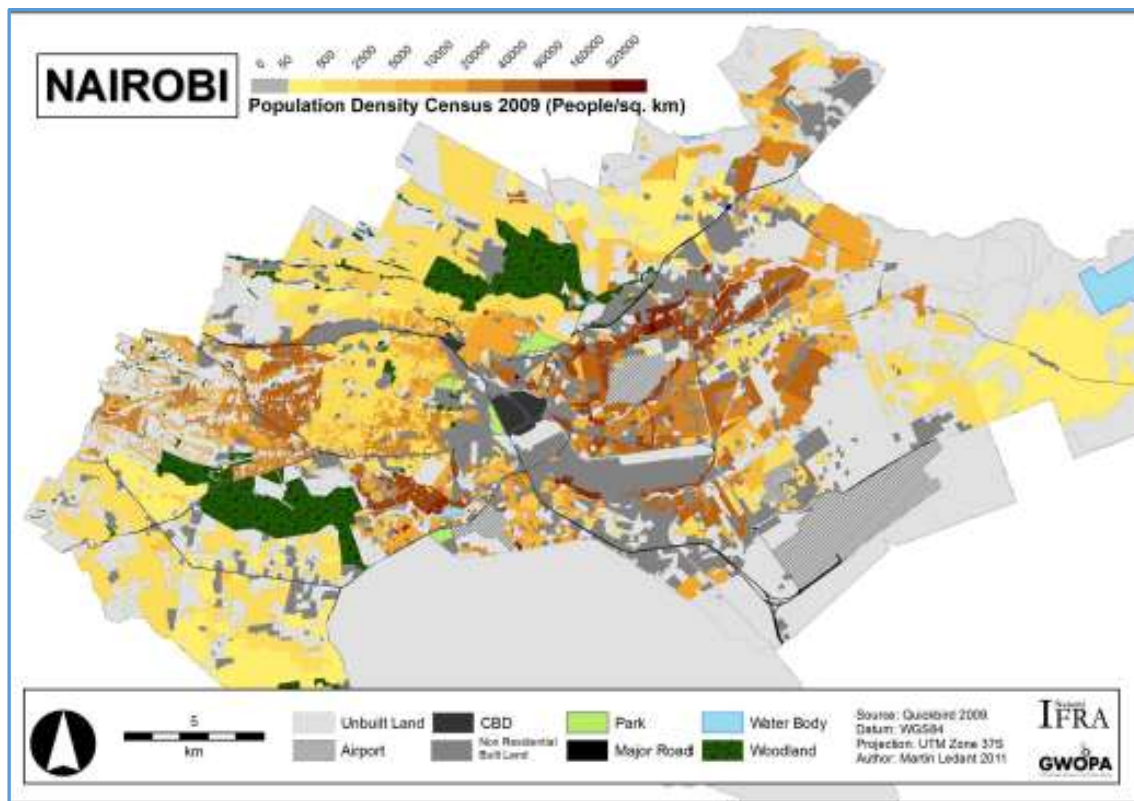 NAIROBI
0 50 500 2500 5000 10000 20000 40000 80000 160000 320000
Population Density Census 2009 (People/sq. km)
5
km
Unbuilt Land
CBD
Park
Water Body
Airport
Non Residential
Built Land
Major Road
Woodland
Source: Quickbird 2009
Datum: WGS84
Projection: UTM Zone 37S
Author: Martin Ledant 2011
IFRA
GWOPA